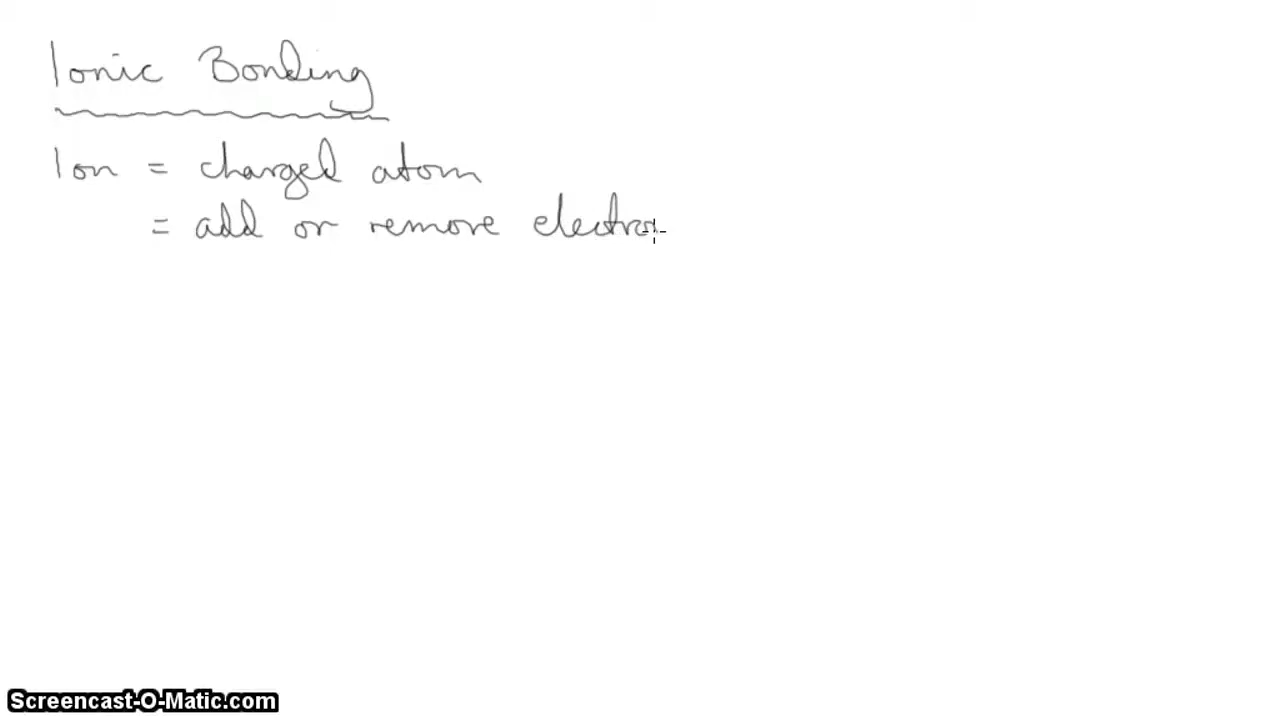 Ionic Bonding
Ion = charged atom
= add or remove electro
Screencast-O-Matic.com